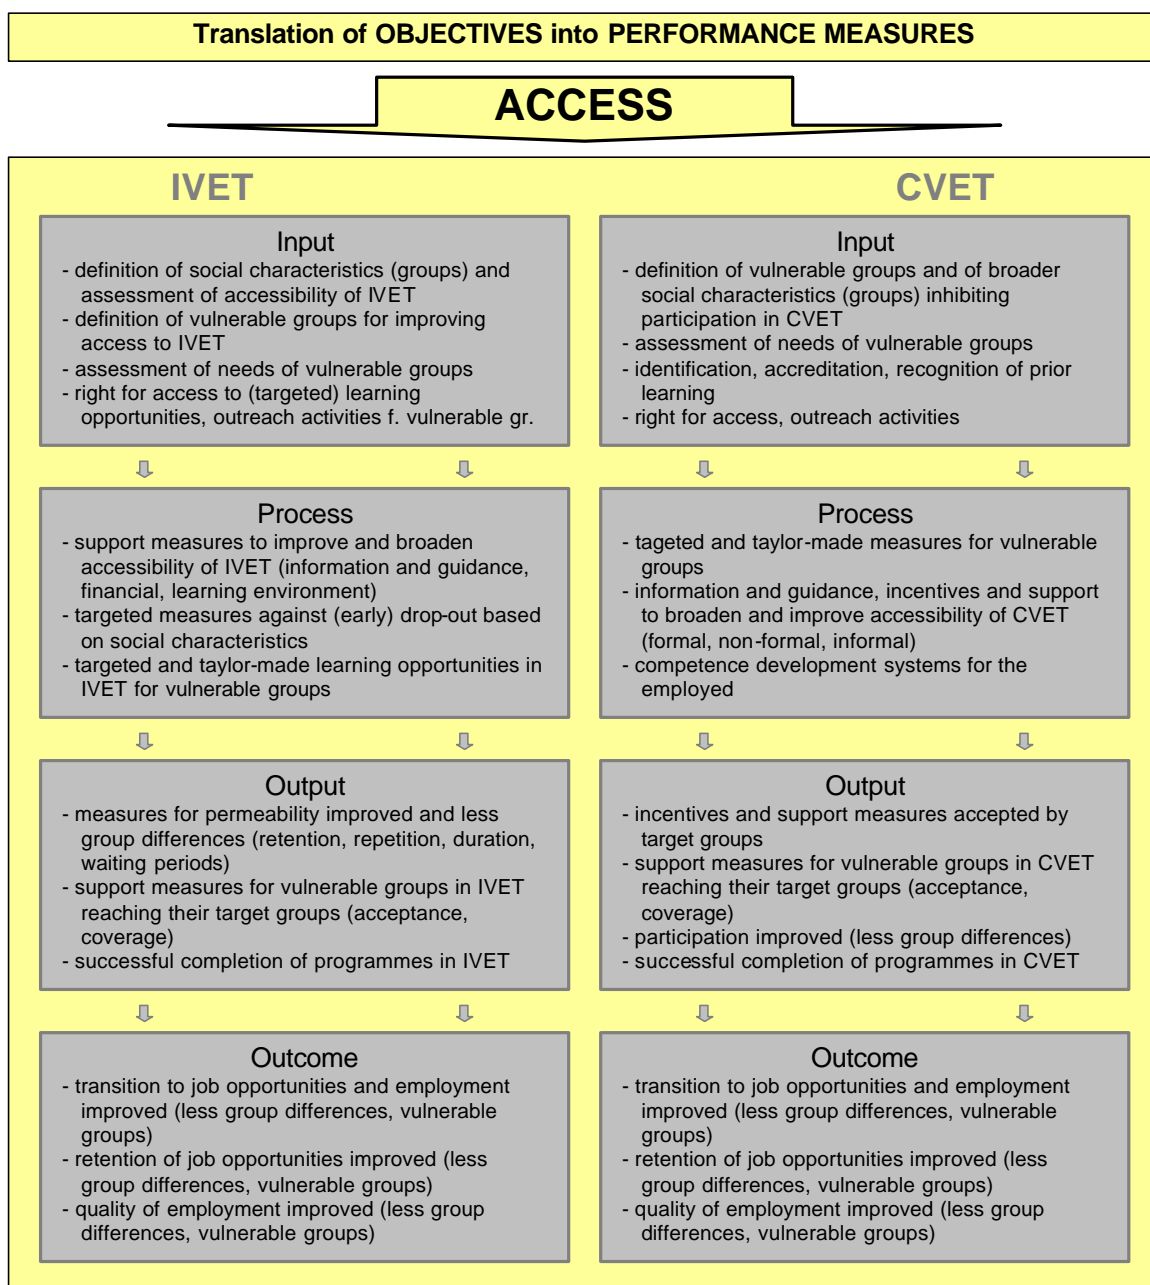 Translation of OBJECTIVES into PERFORMANCE MEASURES
ACCESS
IVET
Input
- definition of social characteristics (groups) and
assessment of accessibility of IVET
- definition of vulnerable groups for improving
access to IVET
- assessment of needs of vulnerable groups
- right for access to (targeted) learning
opportunities, outreach activities f. vulnerable gr.
Process
- support measures to improve and broaden
accessibility of IVET (information and guidance,
financial, learning environment)
- targeted measures against (early) drop-out based
on social characteristics
- targeted and taylor-made learning opportunities in
IVET for vulnerable groups
Output
- measures for permeability improved and less
group differences (retention, repetition, duration,
waiting periods)
- support measures for vulnerable groups in IVET
reaching their target groups (acceptance,
coverage)
- successful completion of programmes in IVET
Outcome
- transition to job opportunities and employment
improved (less group differences, vulnerable
groups)
- retention of job opportunities improved (less
group differences, vulnerable groups)
- quality of employment improved (less group
differences, vulnerable groups)
CVET
Input
- definition of vulnerable groups and of broader
social characteristics (groups) inhibiting
participation in CVET
- assessment of needs of vulnerable groups
- identification, accreditation, recognition of prior
learning
- right for access, outreach activities
Process
- tageted and taylor-made measures for vulnerable
groups
- information and guidance, incentives and support
to broaden and improve accessibility of CVET
(formal, non-formal, informal)
- competence development systems for the
employed
Output
- incentives and support measures accepted by
target groups
- support measures for vulnerable groups in CVET
reaching their target groups (acceptance,
coverage)
- participation improved (less group differences)
- successful completion of programmes in CVET
Outcome
- transition to job opportunities and employment
improved (less group differences, vulnerable
groups)
- retention of job opportunities improved (less
group differences, vulnerable groups)
- quality of employment improved (less group
differences, vulnerable groups)